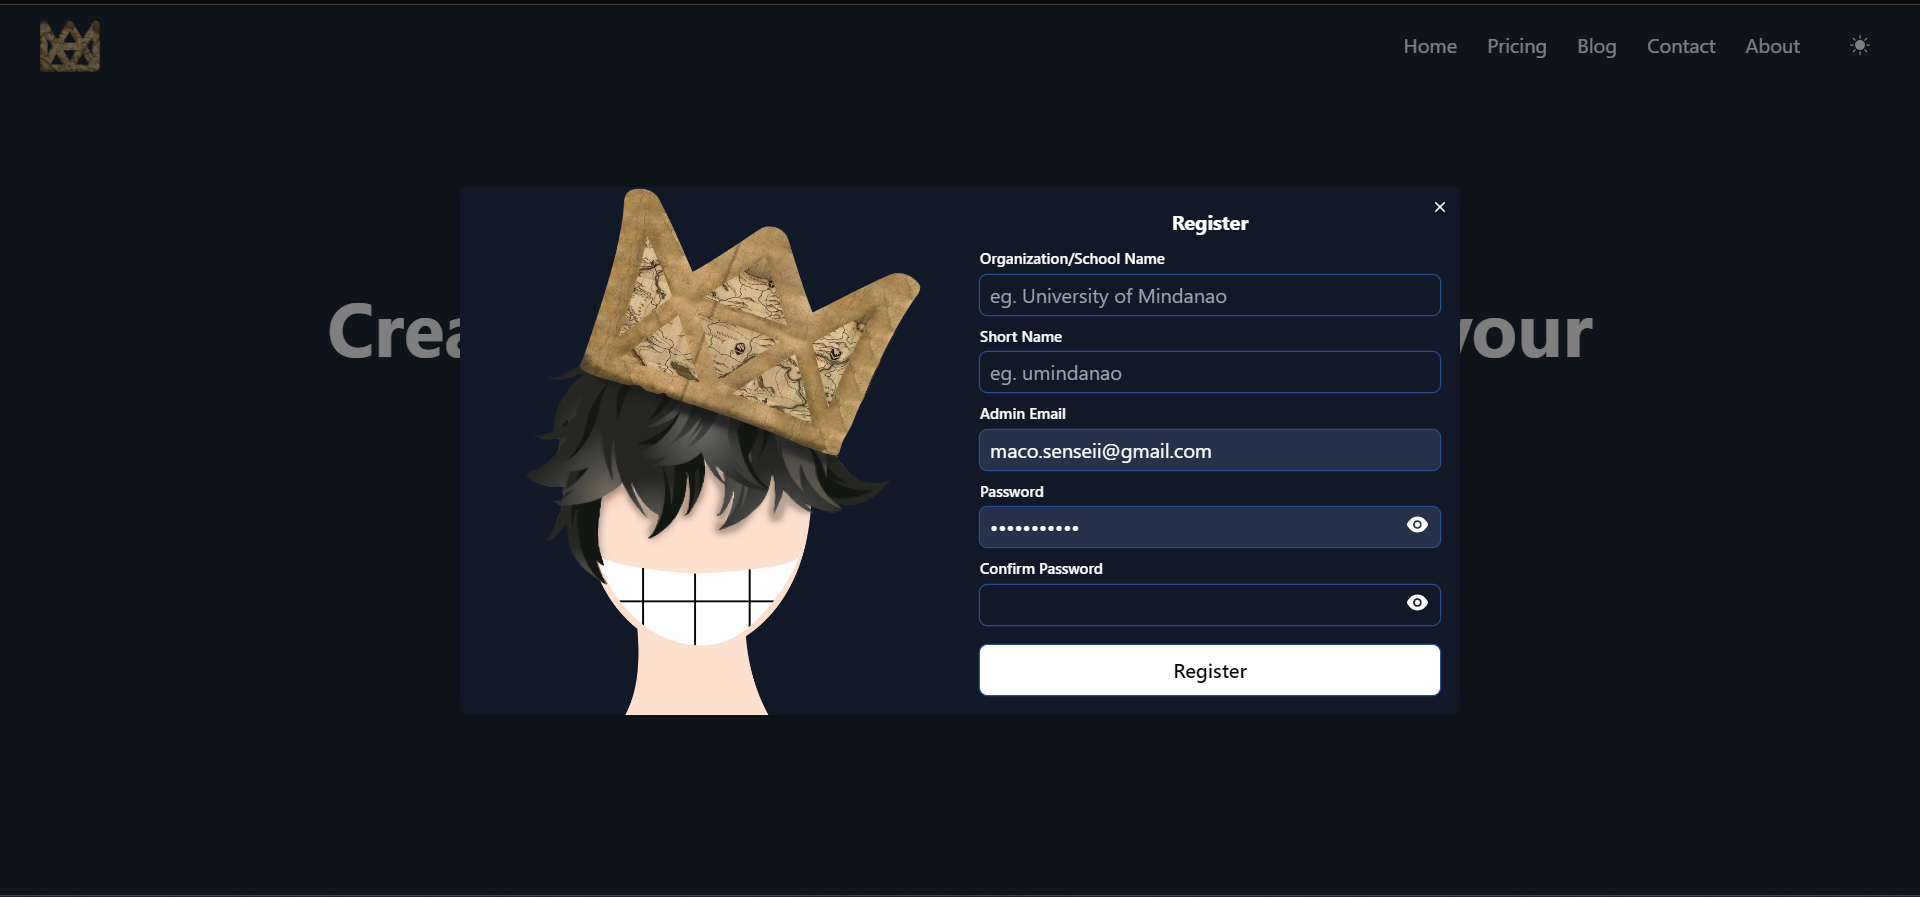 Home Pricing Blog Contact About
Crea
your
Register
Organization/School Name
eg. University of Mindanao
Short Name
eg. umindanao
Admin Email
maco.senseii@gmail.com
Password
•••••••••••
Confirm Password
Register